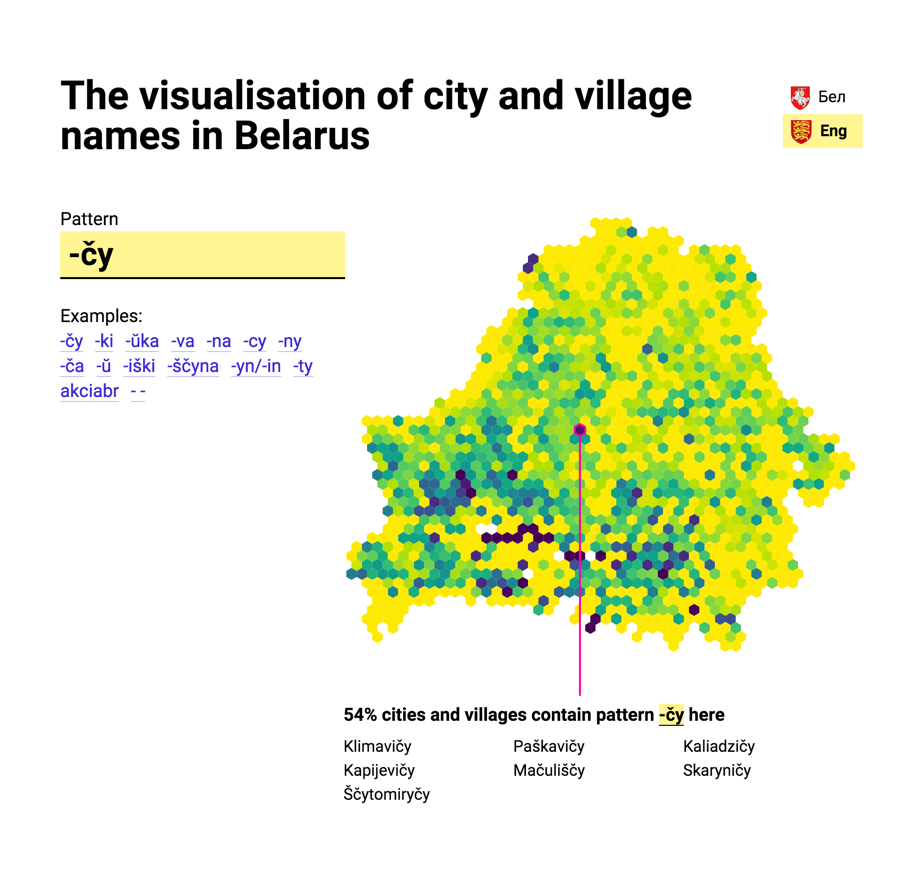 The visualisation of city and village
names in Belarus
Бел
Eng
Pattern
-čy
Examples:
-čy -ki -ŭka -va -na -cy -ny
-ča -ŭ -iški -ščyna -yn/-in -ty
akciabr - -
54% cities and villages contain pattern -čy here
Klimavičy Paškavičy Kaliadzičy
Kapijevičy Mačuliščy Skaryničy
Ščytomiryčy